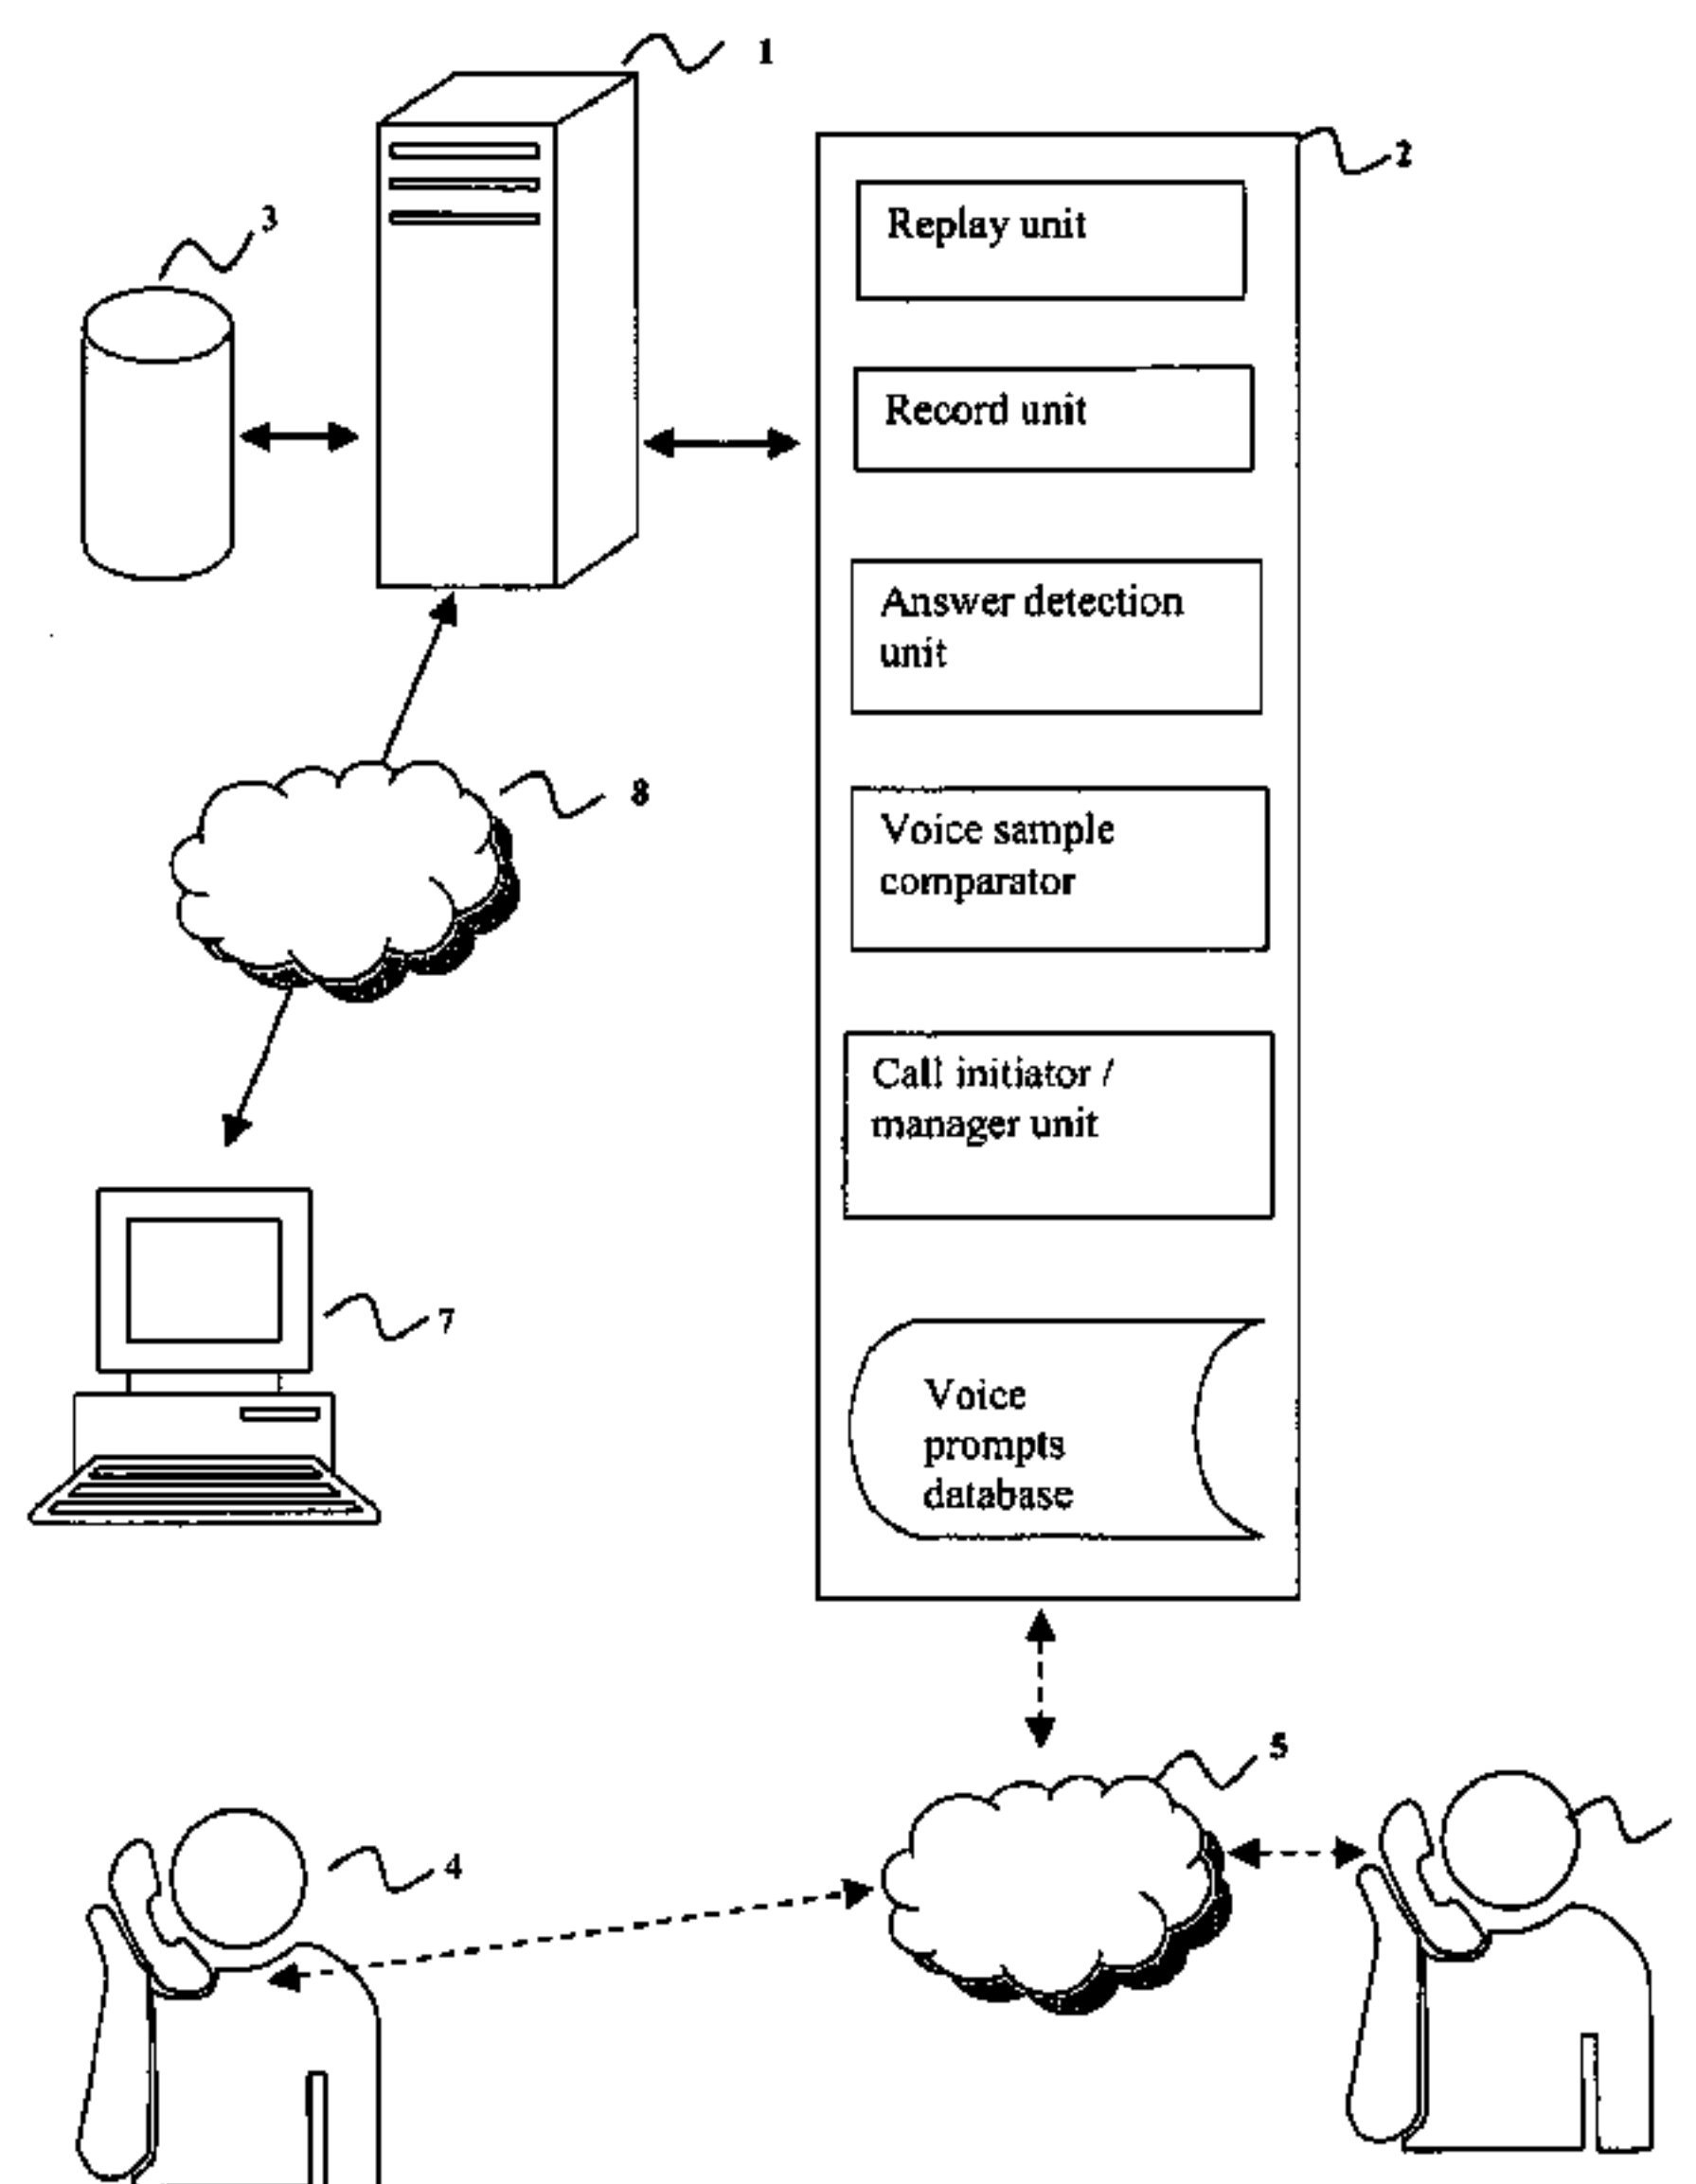 1
2
3
Replay unit
Record unit
Answer detection
unit
8
Voice sample
comparator
Call initiator /
manager unit
7
Voice
prompts
database
5
4